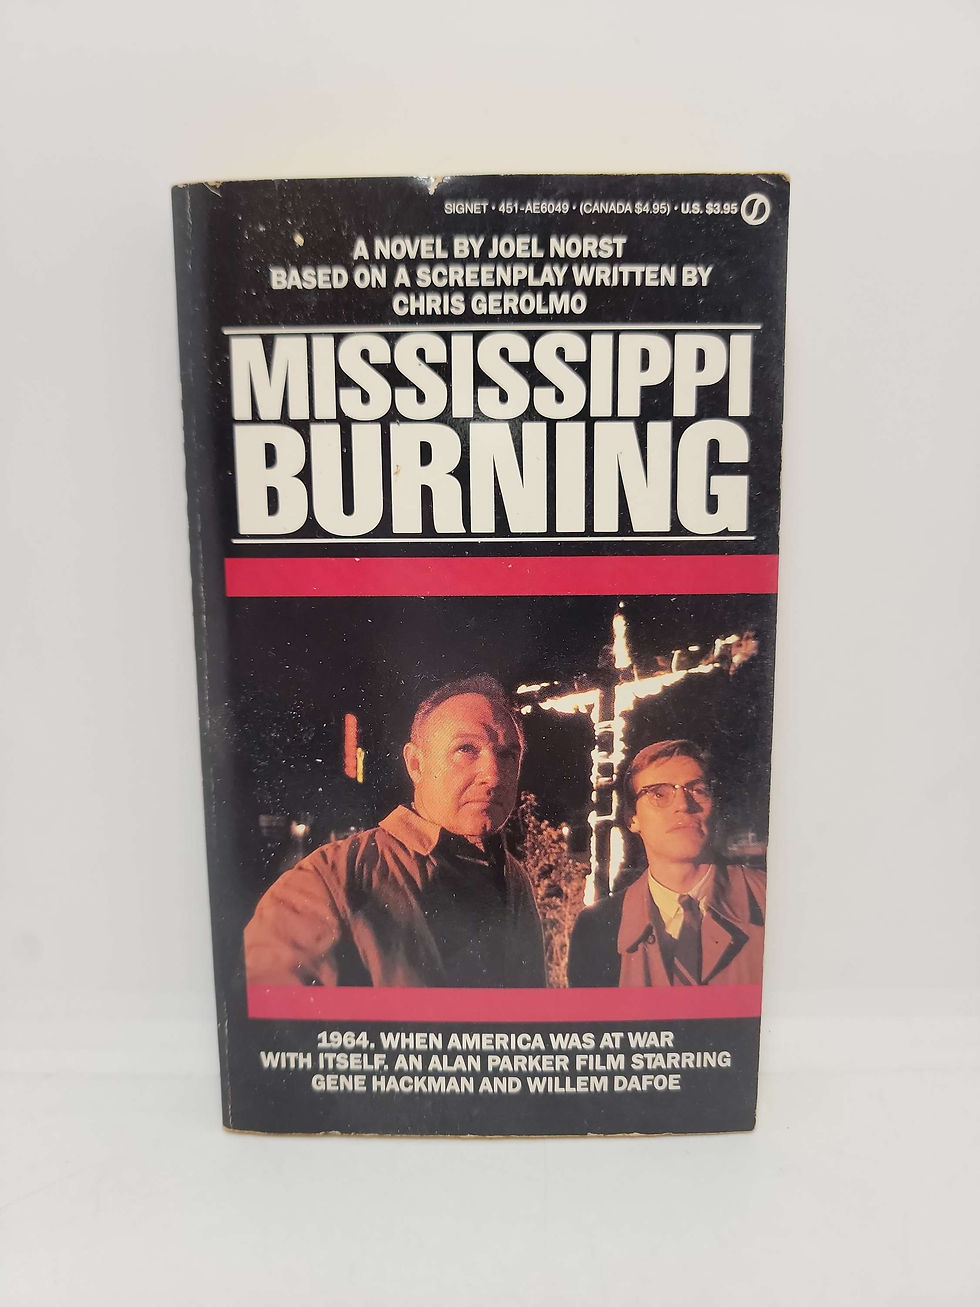 SIGNET • 451-AE6049 • (CANADA $4.95) • U.S. $3.95
A NOVEL BY JOEL NORST
BASED ON A SCREENPLAY WRITTEN BY
CHRIS GEROLMO
MISSISSIPPI
BURNING
1964. WHEN AMERICA WAS AT WAR
WITH ITSELF. AN ALAN PARKER FILM STARRING
GENE HACKMAN AND WILLEM DAFOE